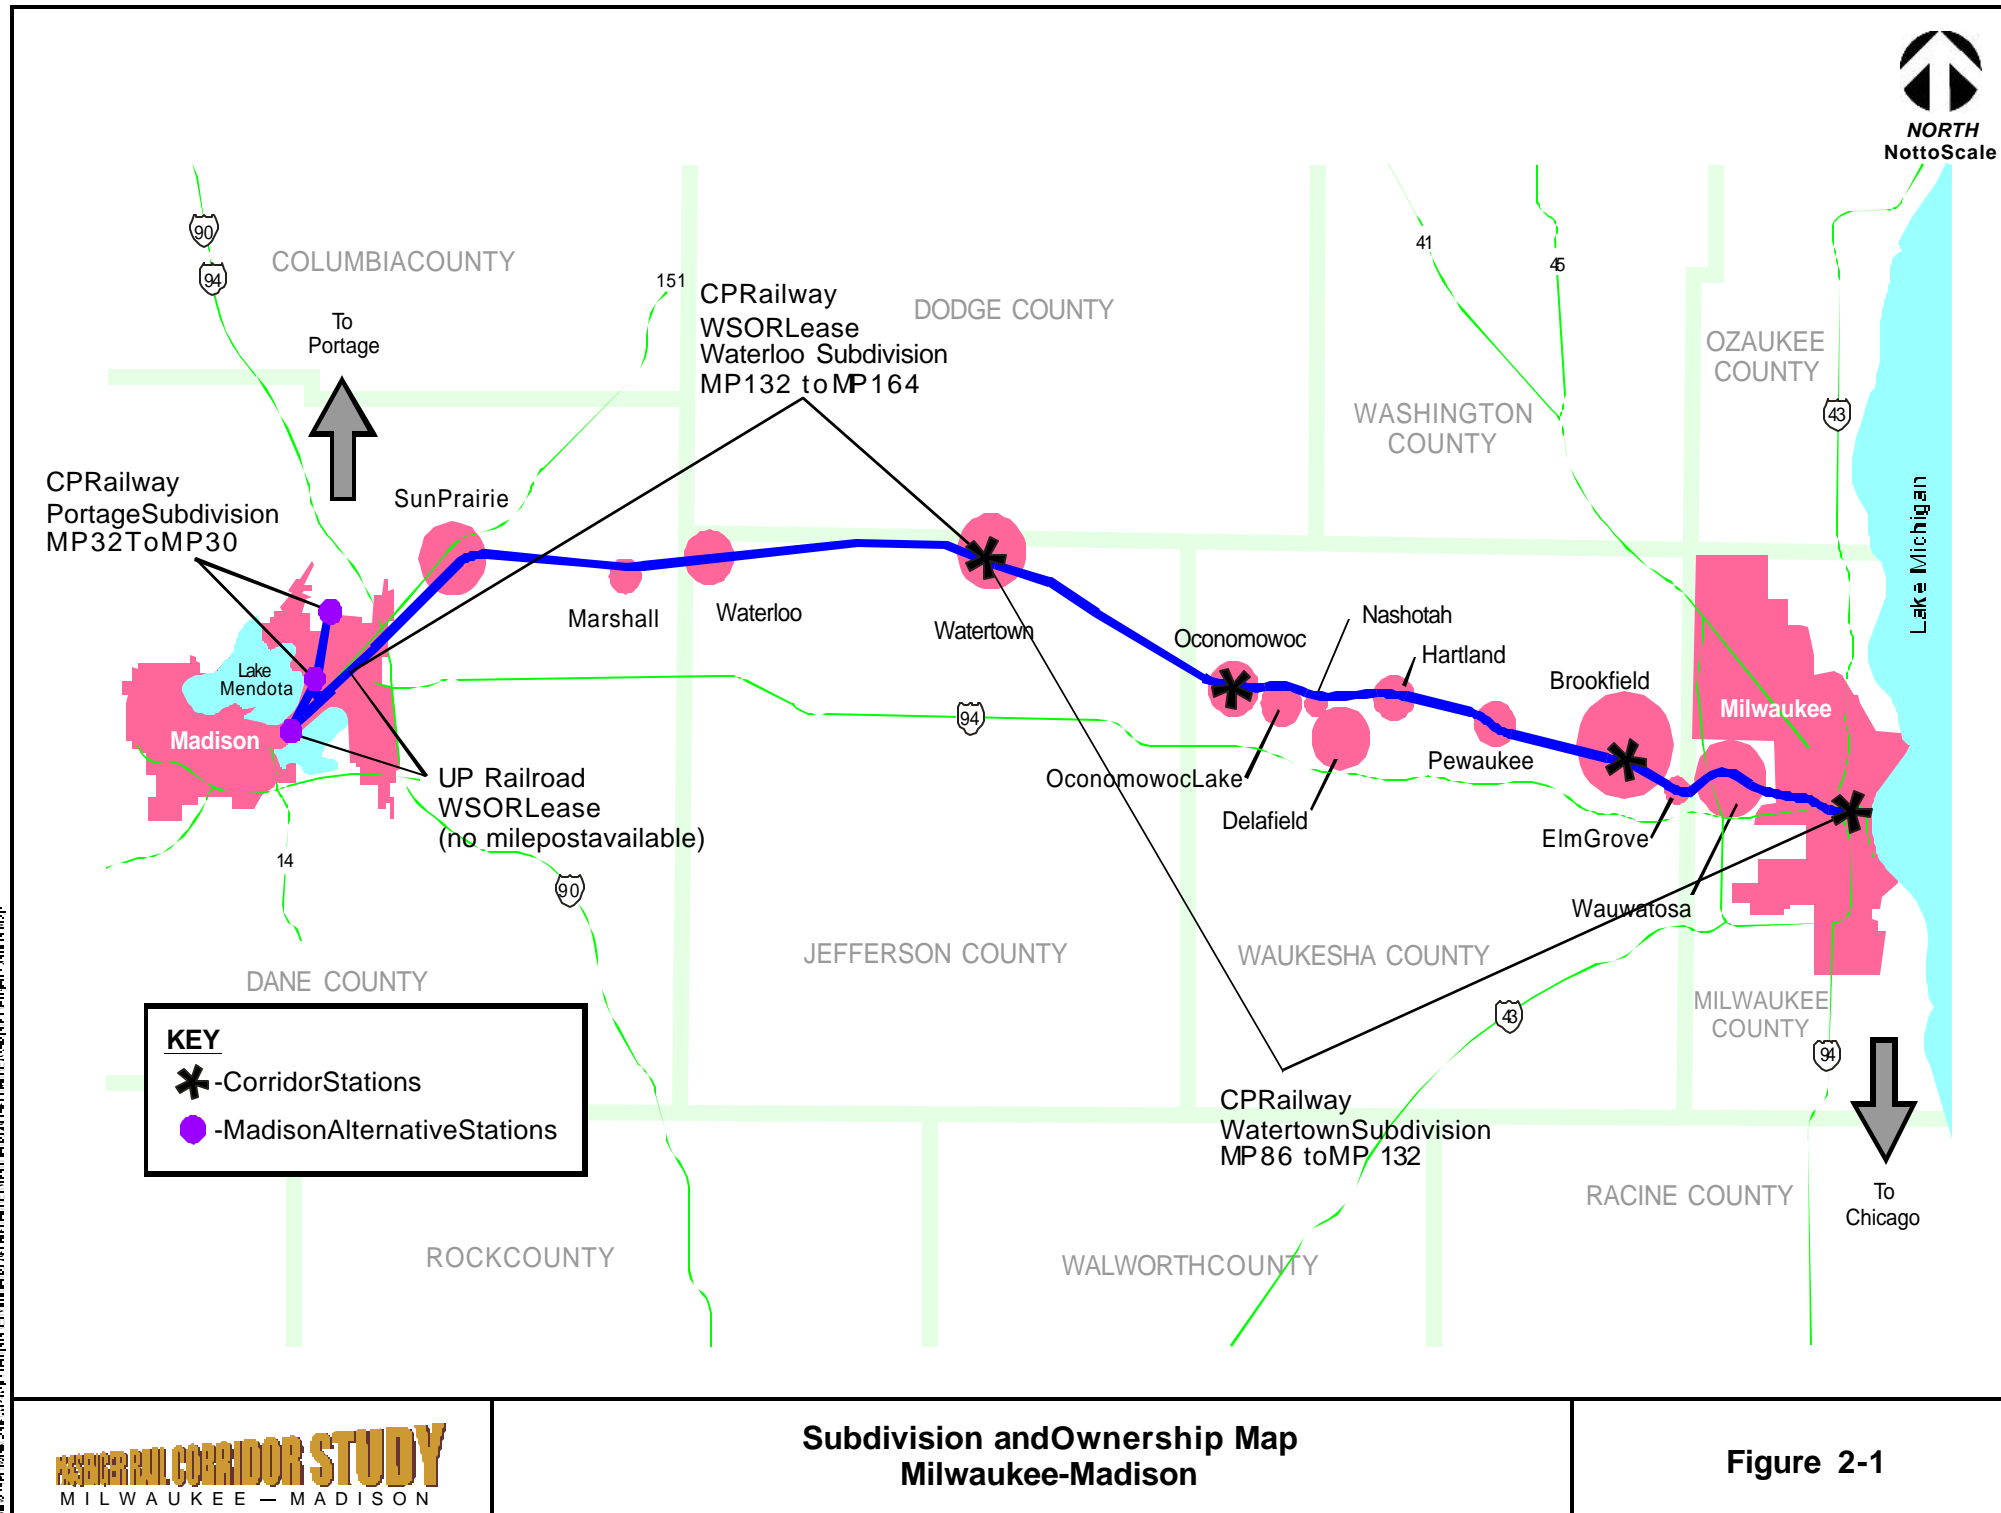 NORTH
NottoScale
90
94
COLUMBIACOUNTY
To
Portage
151
CPRailway
WSORLease
Waterloo Subdivision
MP132 toMP164
DODGE COUNTY
41
45
OZAUKEE
COUNTY
43
WASHINGTON
COUNTY
Lake Michigan
CPRailway
PortageSubdivision
MP32ToMP30
SunPrairie
Marshall
Waterloo
Watertown
Oconomowoc
Nashotah
Hartland
Brookfield
Milwaukee
Lake
Mendota
Madison
94
OconomowocLake
Delafield
Pewaukee
ElmGrove
Wauwatosa
UP Railroad
WSORLease
(no milepostavailable)
14
90
JEFFERSON COUNTY
WAUKESHA COUNTY
DANE COUNTY
MILWAUKEE
COUNTY
43
94
KEY
-CorridorStations
-MadisonAlternativeStations
CPRailway
WatertownSubdivision
MP86 toMP 132
RACINE COUNTY
To
Chicago
ROCKCOUNTY
WALWORTHCOUNTY
PASSENGER RAIL CORRIDOR STUDY
MILWAUKEE — MADISON
Subdivision andOwnership Map
Milwaukee-Madison
Figure 2-1